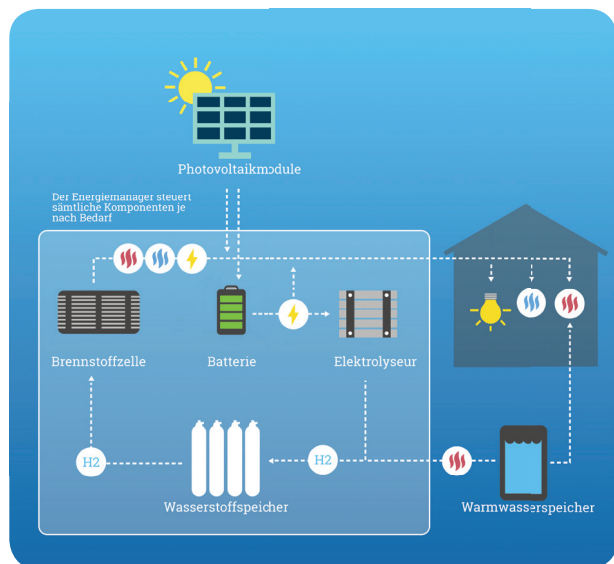 Photovoltaikmodule
Der Energiemanager steuert
sämtliche Komponenten je
nach Bedarf
Brennstoffzelle
Batterie
Elektrolyseur
H2
H2
Wasserstoffspeicher
Warmwasserspeicher